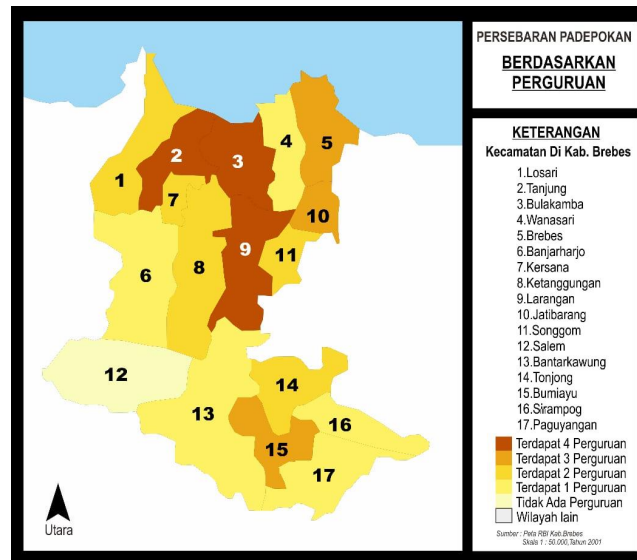 PERSEBARAN PADEPOKAN
BERDASARKAN
PERGURUAN
KETERANGAN
Kecamatan Di Kab. Brebes
1.Losari
2.Tanjung
3.Bulakamba
4.Wanasari
5.Brebes
6.Banjarharjo
7.Kersana
8.Ketanggungan
9.Larangan
10.Jatibarang
11.Songgom
12.Salem
13.Bantarkawung
14.Tonjong
15.Bumiayu
16.Sirampog
17.Paguyangan
Terdapat 4 Perguruan
Terdapat 3 Perguruan
Terdapat 2 Perguruan
Terdapat 1 Perguruan
Tidak Ada Perguruan
Wilayah lain
Sumber : Peta RBI Kab.Brebes
Skala 1 : 50.000,Tahun 2001
1
2
3
4
5
6
7
8
9
10
11
12
13
14
15
16
17
Utara